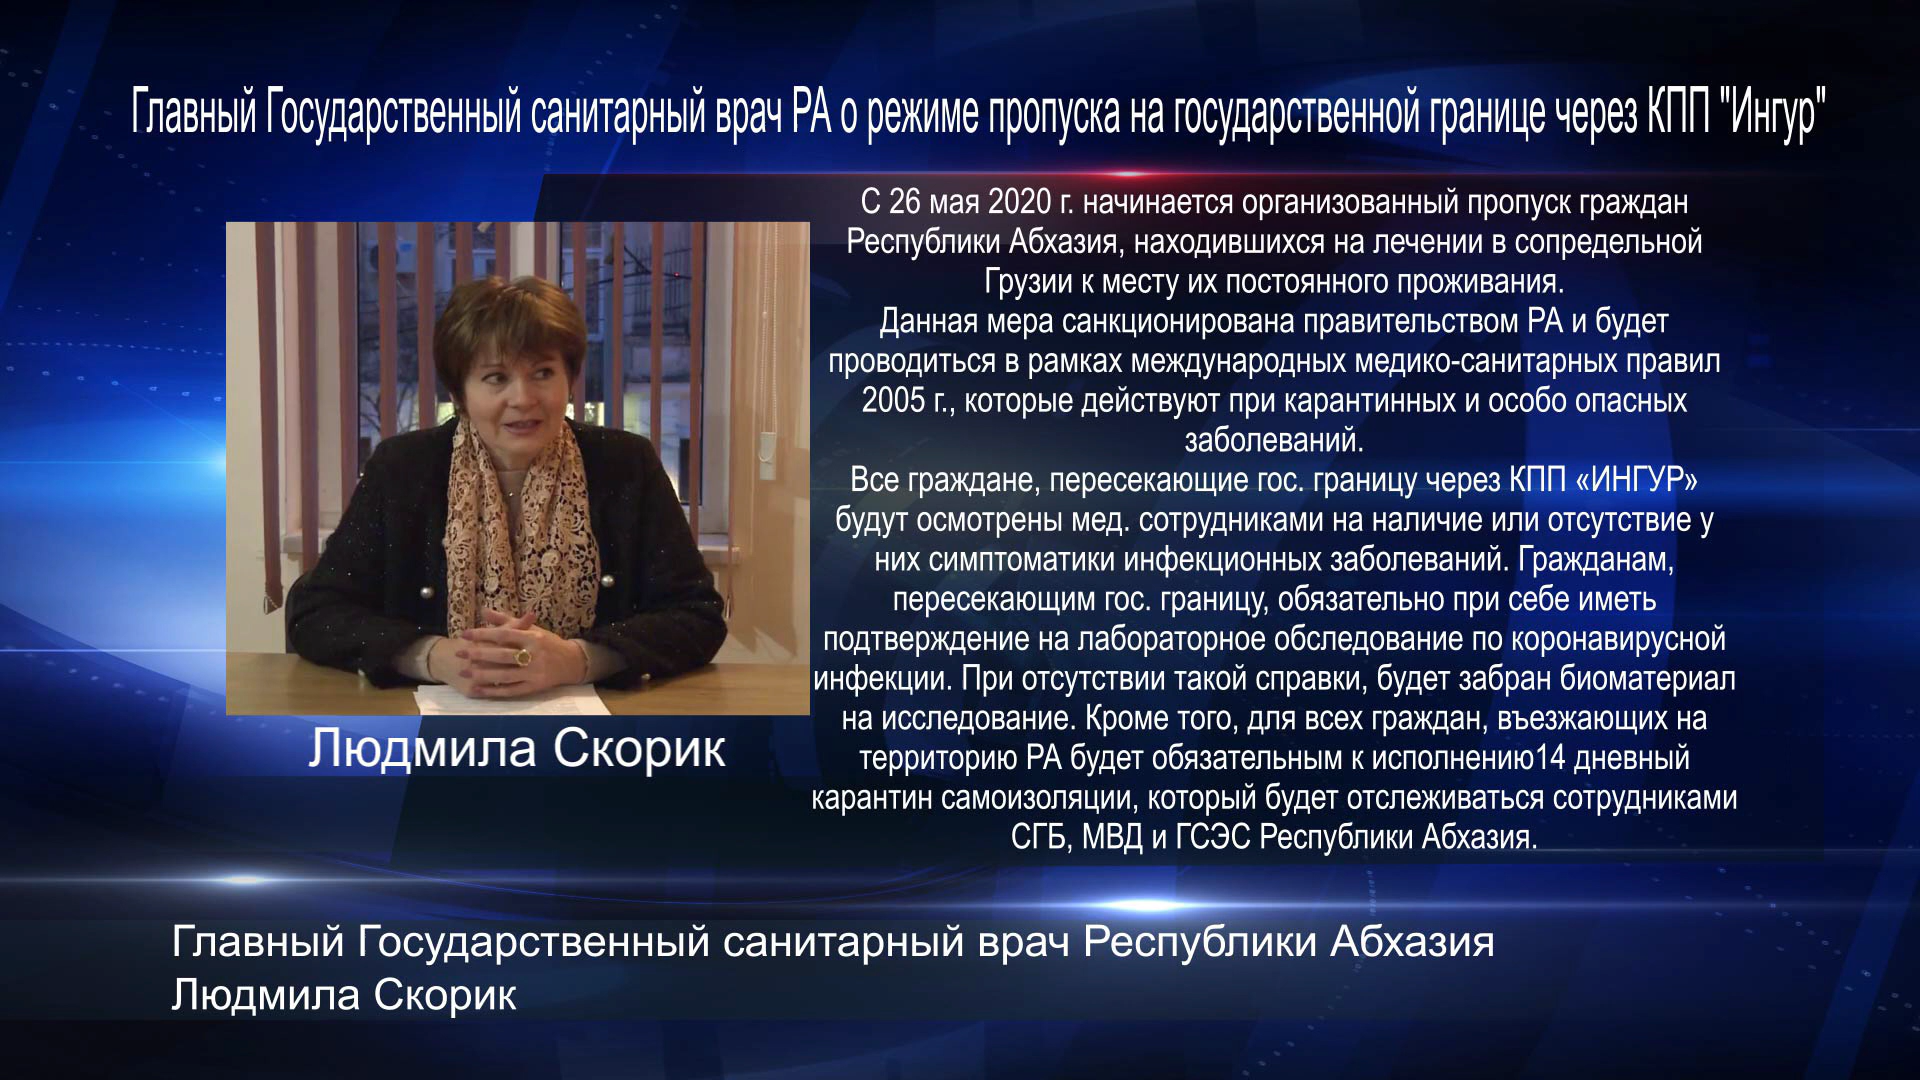 Главный Государственный санитарный врач РА о режиме пропуска на государственной границе через КПП "Ингур"
С 26 мая 2020 г. начинается организованный пропуск граждан
Республики Абхазия, находившихся на лечении в сопредельной
Грузии к месту их постоянного проживания.
Данная мера санкционирована правительством РА и будет
проводиться в рамках международных медико-санитарных правил
2005 г., которые действуют при карантинных и особо опасных
заболеваний.
Все граждане, пересекающие гос. границу через КПП «ИНГУР»
будут осмотрены мед. сотрудниками на наличие или отсутствие у
них симптоматики инфекционных заболеваний. Гражданам,
пересекающим гос. границу, обязательно при себе иметь
подтверждение на лабораторное обследование по коронавирусной
инфекции. При отсутствии такой справки, будет забран биоматериал
на исследование. Кроме того, для всех граждан, въезжающих на
территорию РА будет обязательным к исполнению14 дневный
карантин самоизоляции, который будет отслеживаться сотрудниками
СГБ, МВД и ГСЭС Республики Абхазия.
Людмила Скорик
Главный Государственный санитарный врач Республики Абхазия
Людмила Скорик